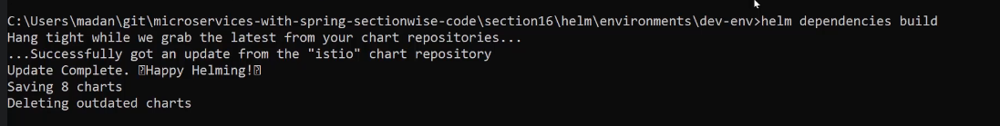 C:\Users\madan\git\microservices-with-spring-sectionwise-code\section16\helm\environments\dev-env>helm dependencies build
Hang tight while we grab the latest from your chart repositories...
...Successfully got an update from the "istio" chart repository
Update Complete. ⍰Happy Helming!⍰
Saving 8 charts
Deleting outdated charts